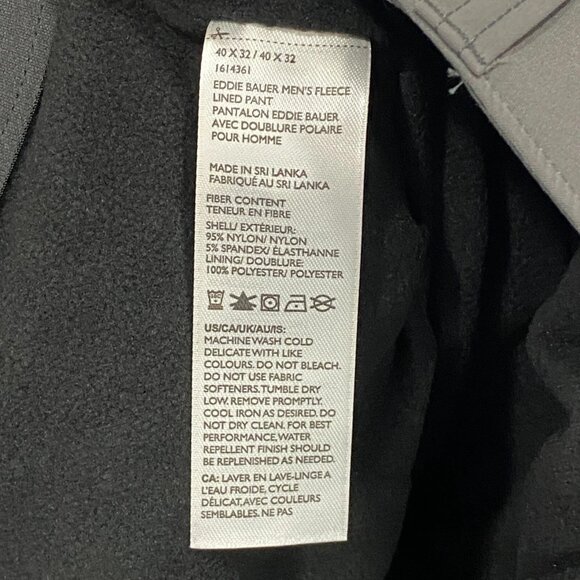 40 X 32 / 40 X 32
1614361
EDDIE BAUER MEN'S FLEECE
LINED PANT
PANTALON EDDIE BAUER
AVEC DOUBLURE POLAIRE
POUR HOMME
MADE IN SRI LANKA
FABRIQUÉ AU SRI LANKA
FIBER CONTENT
TENEUR EN FIBRE
SHELL/ EXTÉRIEUR:
95% NYLON/ NYLON
5% SPANDEX/ ÉLASTHANNE
LINING/ DOUBLURE:
100% POLYESTER/ POLYESTER
US/CA/UK/AU/IS:
MACHINE WASH COLD
DELICATE WITH LIKE
COLOURS. DO NOT BLEACH.
DO NOT USE FABRIC
SOFTENERS. TUMBLE DRY
LOW. REMOVE PROMPTLY.
COOL IRON AS DESIRED. DO
NOT DRY CLEAN. FOR BEST
PERFORMANCE, WATER
REPELLENT FINISH SHOULD
BE REPLENISHED AS NEEDED.
CA: LAVER EN LAVE-LINGE A
L'EAU FROIDE, CYCLE
DÉLICAT, AVEC COULEURS
SEMBLABLES. NE PAS